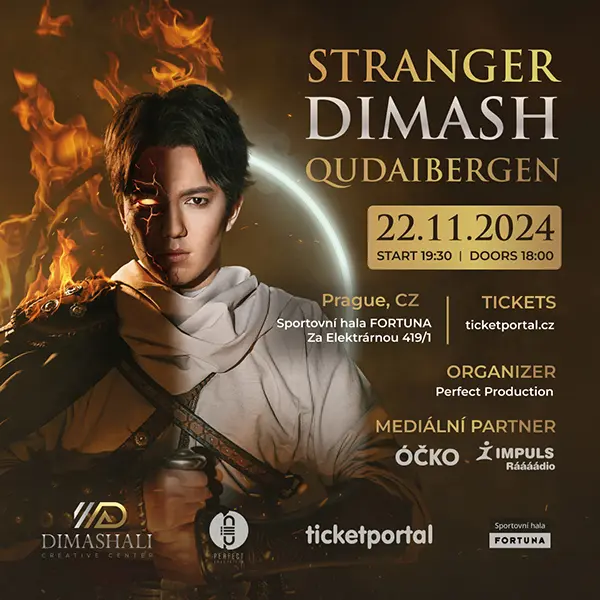 STRANGER
DIMASH
QUDAIBERGEN
22.11.2024
START 19:30 | DOORS 18:00
Prague, CZ
Sportovní hala FORTUNA
Za Elektrárnou 419/1
TICKETS
ticketportal.cz
ORGANIZER
Perfect Production
MEDIÁLNÍ PARTNER
ÓČKO
IMPULS
Ráááádio
DIMASHALI
CREATIVE CENTER
PERFECT
ticketportal
Sportovní hala
FORTUNA